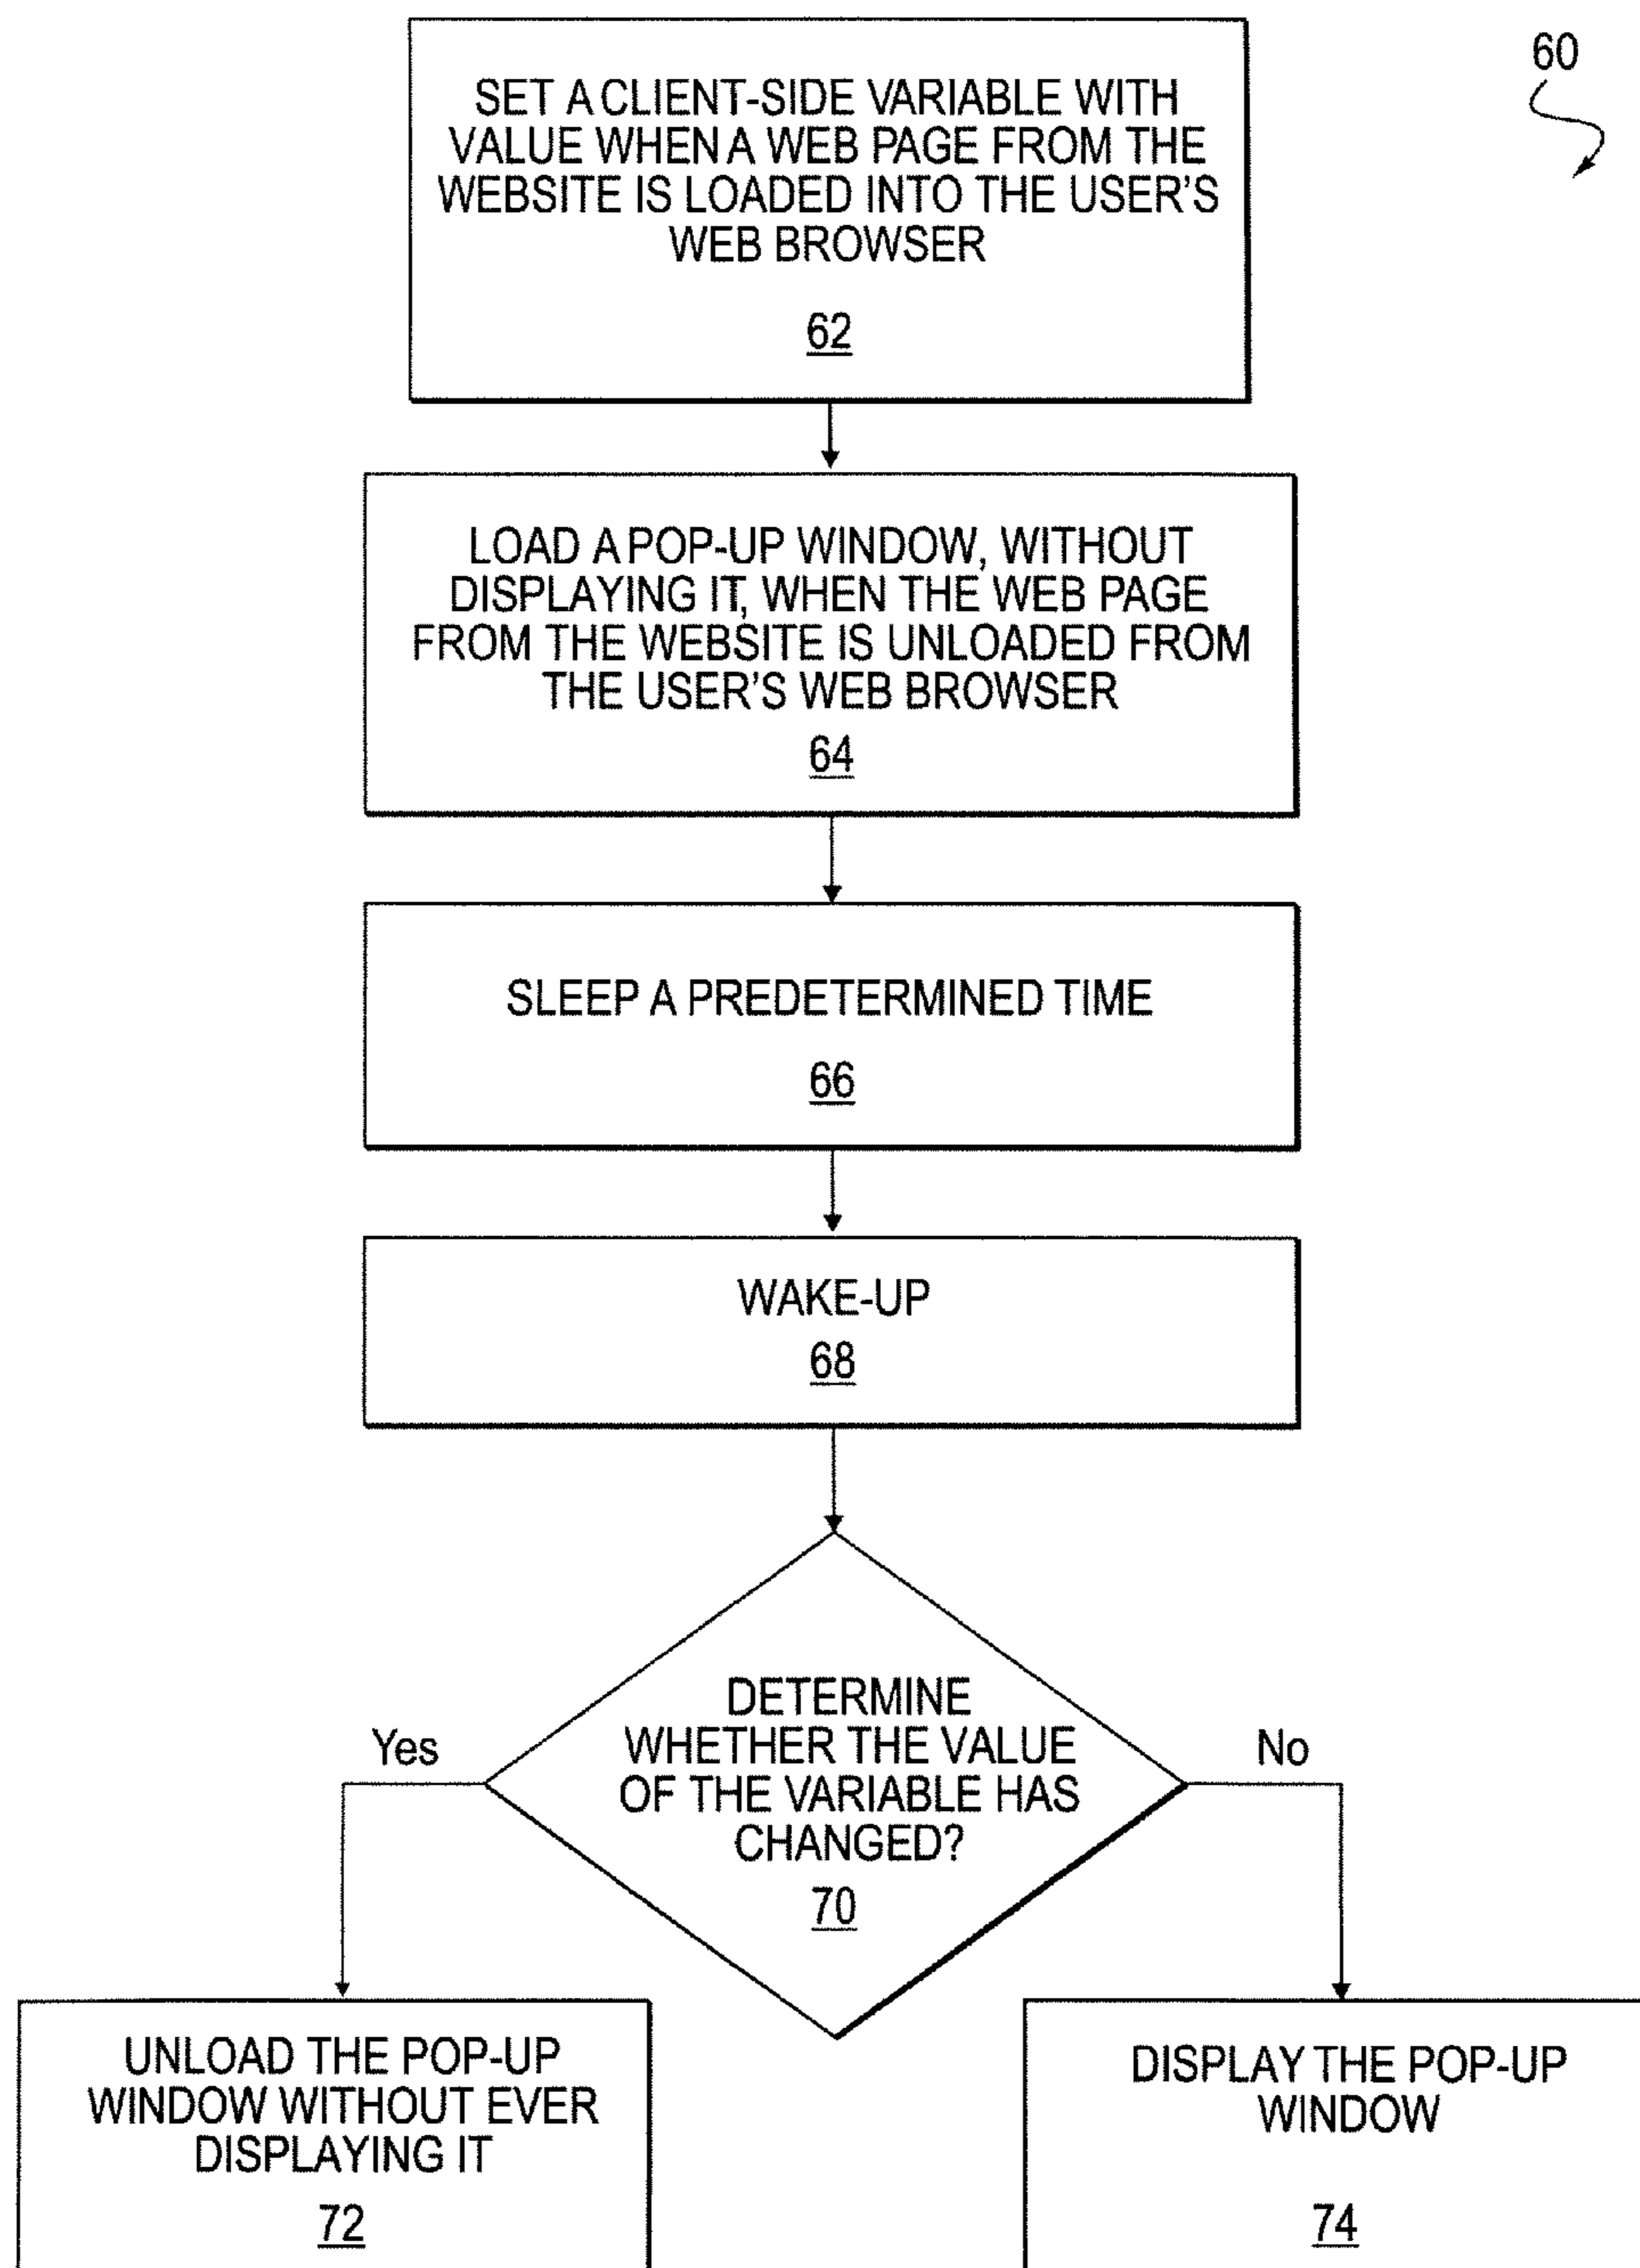 60
SET A CLIENT-SIDE VARIABLE WITH
VALUE WHEN A WEB PAGE FROM THE
WEBSITE IS LOADED INTO THE USER'S
WEB BROWSER
62
LOAD A POP-UP WINDOW, WITHOUT
DISPLAYING IT, WHEN THE WEB PAGE
FROM THE WEBSITE IS UNLOADED FROM
THE USER'S WEB BROWSER
64
SLEEP A PREDETERMINED TIME
66
WAKE-UP
68
DETERMINE
WHETHER THE VALUE
OF THE VARIABLE HAS
CHANGED?
70
Yes
No
UNLOAD THE POP-UP
WINDOW WITHOUT EVER
DISPLAYING IT
72
DISPLAY THE POP-UP
WINDOW
74